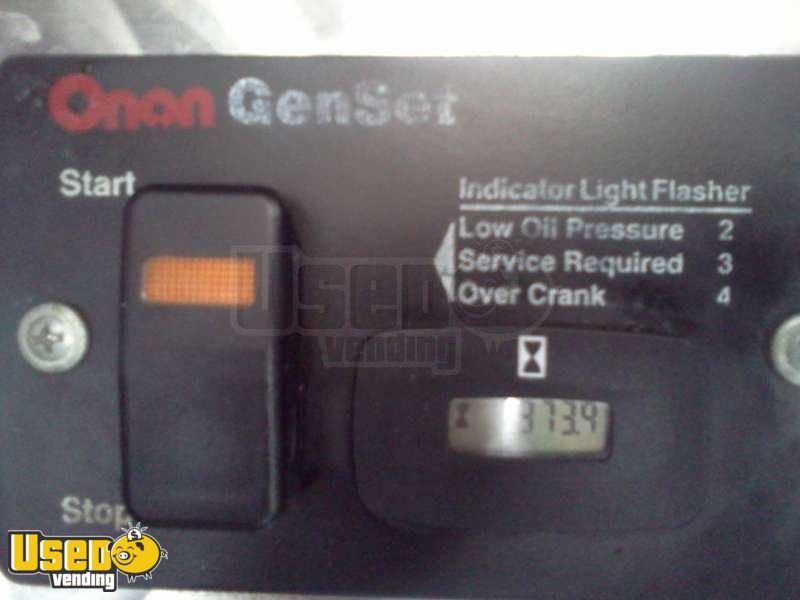 Onan GenSet
Start
Indicator Light Flasher
Low Oil Pressure 2
Service Required 3
Over Crank 4
USED vending
373.4
Stop
USED vending